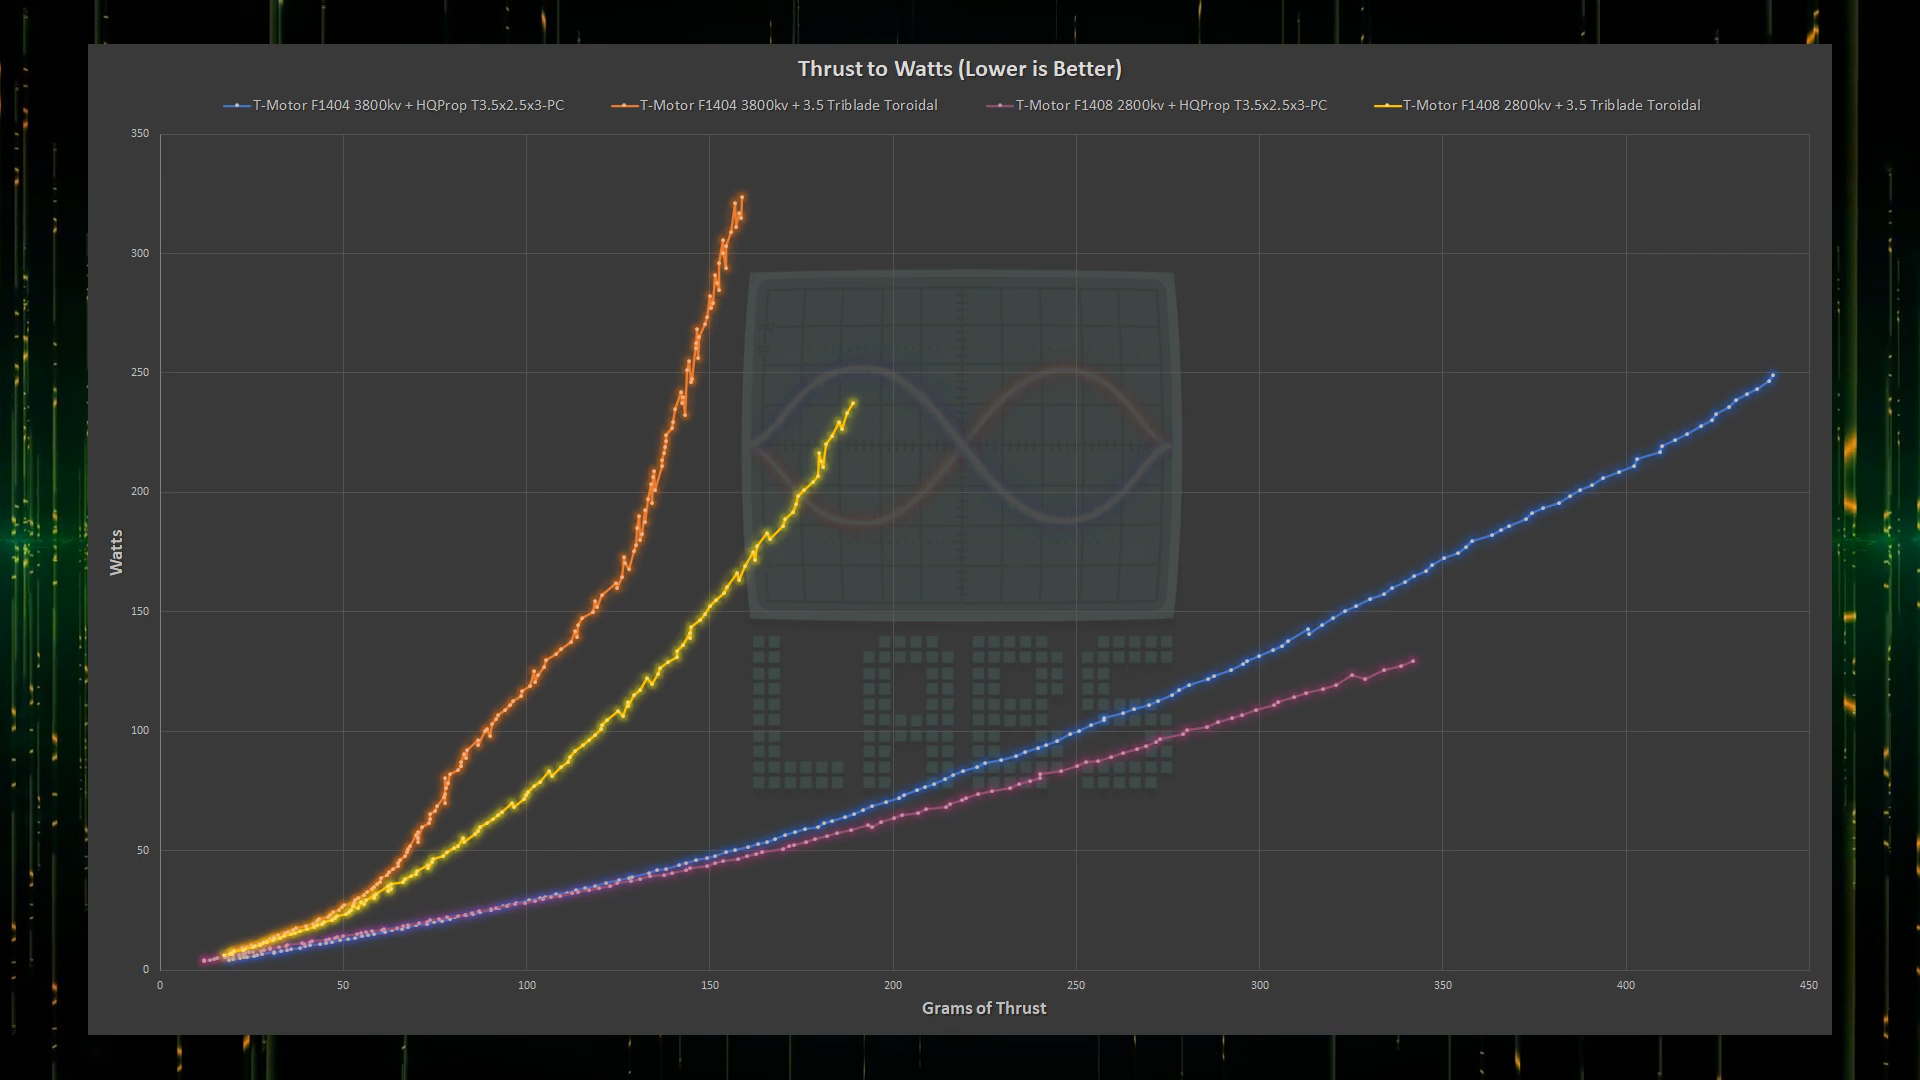 Thrust to Watts (Lower is Better)
T-Motor F1404 3800kv + HQProp T3.5x2.5x3-PC
T-Motor F1404 3800kv + 3.5 Triblade Toroidal
T-Motor F1408 2800kv + HQProp T3.5x2.5x3-PC
T-Motor F1408 2800kv + 3.5 Triblade Toroidal
350
300
250
200
150
100
50
0
Watts
LABS
0 50 100 150 200 250 300 350 400 450
Grams of Thrust